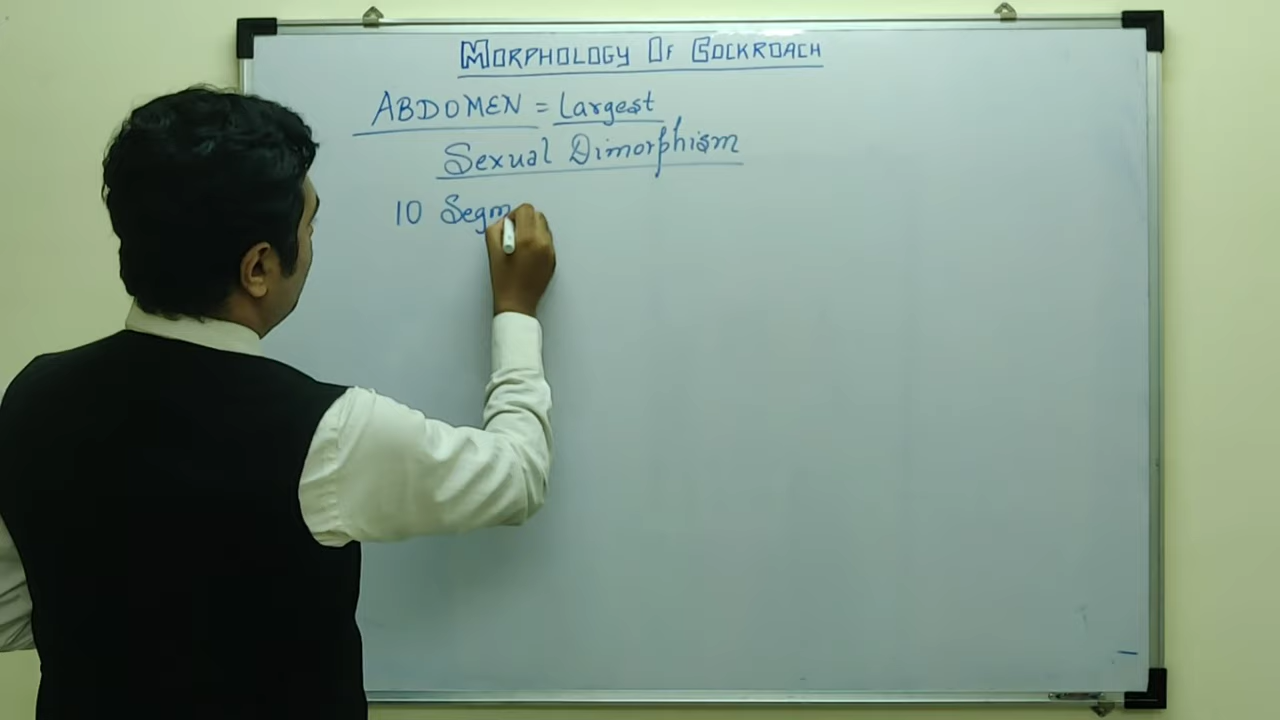 MORPHOLOGY OF COCKROACH
ABDOMEN = Largest
Sexual Dimorphism
10 Segm